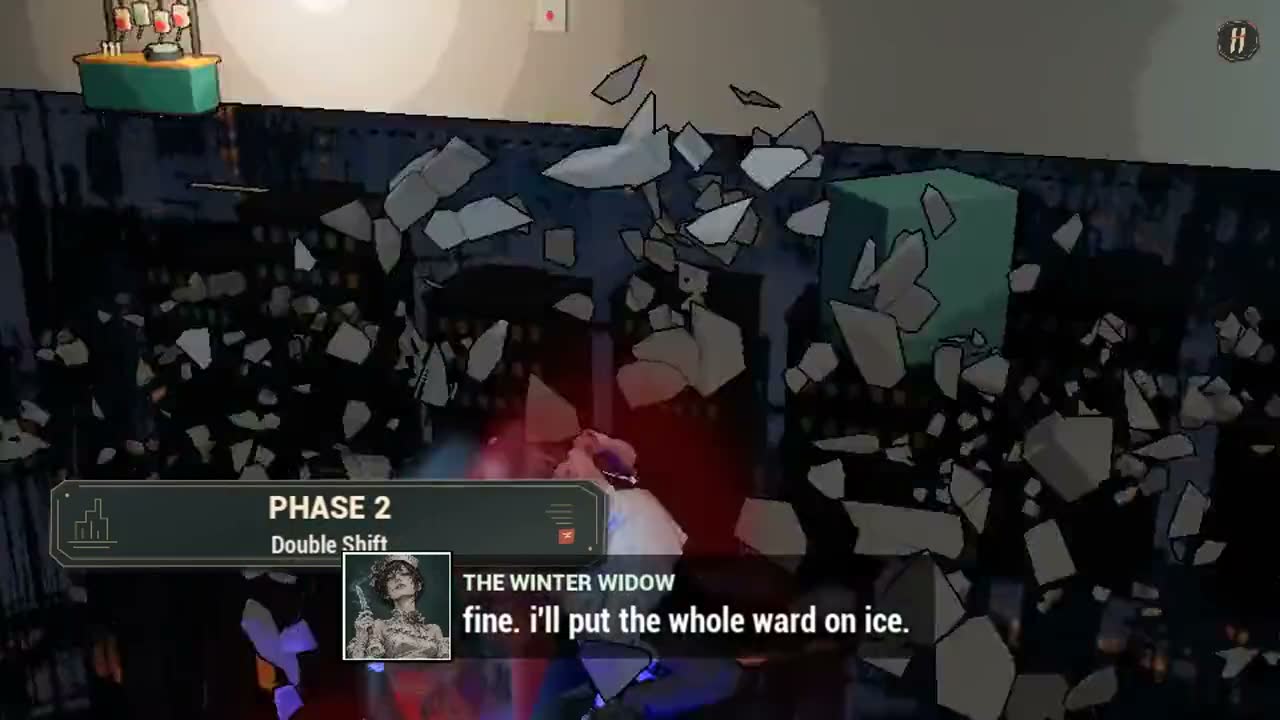 H
PHASE 2
Double Shift
THE WINTER WIDOW
fine. i'll put the whole ward on ice.